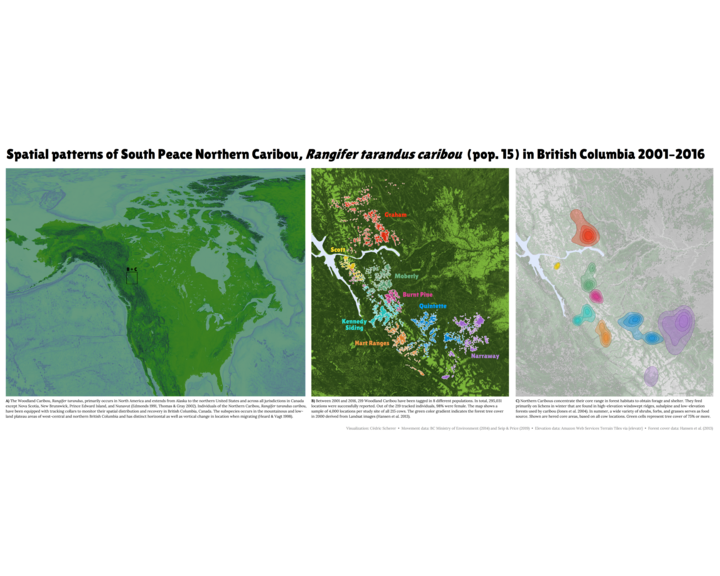 Spatial patterns of South Peace Northern Caribou, Rangifer tarandus caribou (pop. 15) in British Columbia 2001–2016
Graham
Scott
Moberly
Burnt Pine
Quintette
Kennedy
Siding
Hart Ranges
Narraway
A) The Woodland Caribou, Rangifer tarandus, primarily occurs in North America and extends from Alaska to the northern United States and across all jurisdictions in Canada
except Nova Scotia, New Brunswick, Prince Edward Island, and Nunavut (Edmonds 1991, Thomas & Gray 2002). Individuals of the Northern Caribou, Rangifer tarandus caribou,
have been equipped with tracking collars to monitor their spatial distribution and recovery in British Columbia, Canada. The subspecies occurs in the mountainous and low-
land plateau areas of west-central and northern British Columbia and has distinct horizontal as well as vertical change in location when migrating (Heard & Vagt 1998).
B) Between 2001 and 2016, 259 Woodland Caribou have been tagged in 8 different populations. In total,
locations were successfully reported. Out of the 259 tracked individuals, 98% were female. The map shows a
sample of 6,000 locations per study site of all 255 cows. The green color gradient indicates the forest tree cover
in 2000 derived from Landsat images (Hansen et al. 2013).
C) Northern Caribous concentrate their core range in forest habitats to obtain forage and shelter. They feed
primarily on lichens in winter that are found in high-elevation windswept ridges, subalpine and low-elevation
forests used by caribou (Jones et al. 2004). In summer, a wide variety of shrubs, forbs, and grasses serves as food
source. Shown are forest core areas, based on all cow locations. Green cells represent tree cover of 75% or more.
Visualization: Cédric Scherer • Movement data: BC Ministry of Environment (2014) and Seip & Price (2019) • Elevation data: Amazon Web Services Terrain Tiles via {elevatr} • Forest cover data: Hansen et al. (2013)